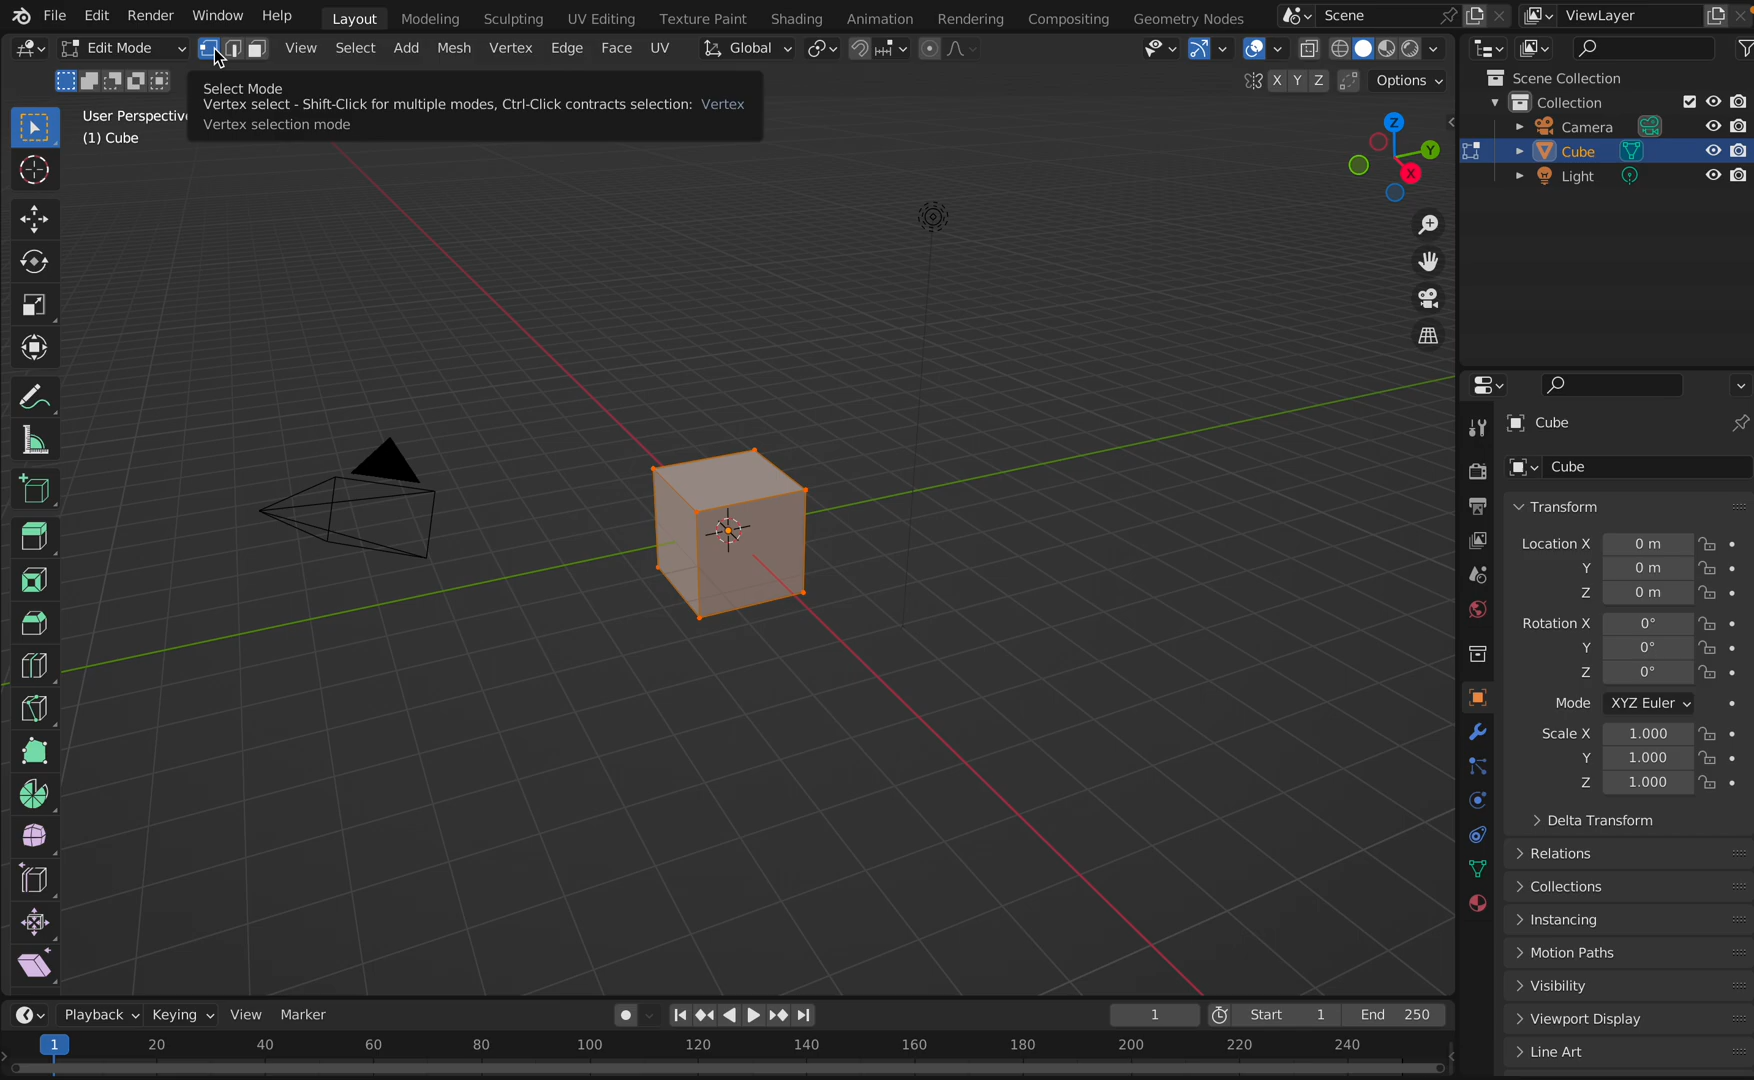 File Edit Render Window Help Layout Modeling Sculpting UV Editing Texture Paint Shading Animation Rendering Compositing Geometry Nodes Scene ViewLayer
Edit Mode View Select Add Mesh Vertex Edge Face UV Global
X Y Z Options
Select Mode
Vertex select - Shift-Click for multiple modes, Ctrl-Click contracts selection: Vertex
Vertex selection mode
User Perspectiv
(1) Cube
Z
Y
X
Scene Collection
Collection
Camera
Cube
Light
Cube
Cube
Transform
Location X 0 m
Y 0 m
Z 0 m
Rotation X 0°
Y 0°
Z 0°
Mode XYZ Euler
Scale X 1.000
Y 1.000
Z 1.000
Delta Transform
Relations
Collections
Instancing
Motion Paths
Visibility
Viewport Display
Line Art
Playback Keying View Marker 1 Start 1 End 250
1 20 40 60 80 100 120 140 160 180 200 220 240